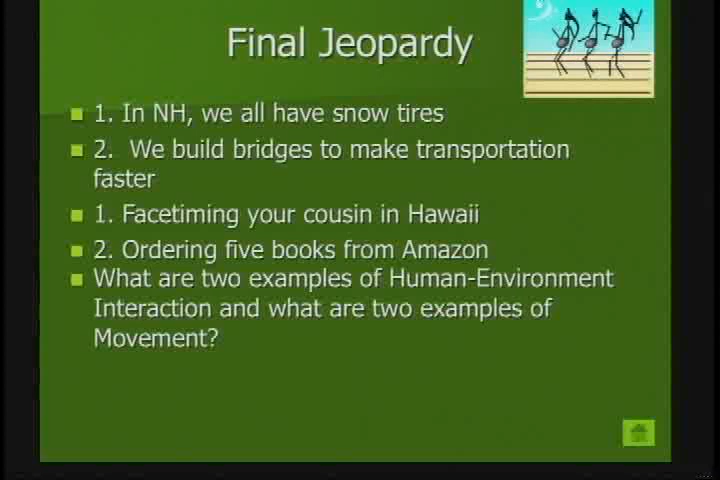 Final Jeopardy
1. In NH, we all have snow tires
2. We build bridges to make transportation
faster
1. Facetiming your cousin in Hawaii
2. Ordering five books from Amazon
What are two examples of Human-Environment
Interaction and what are two examples of
Movement?